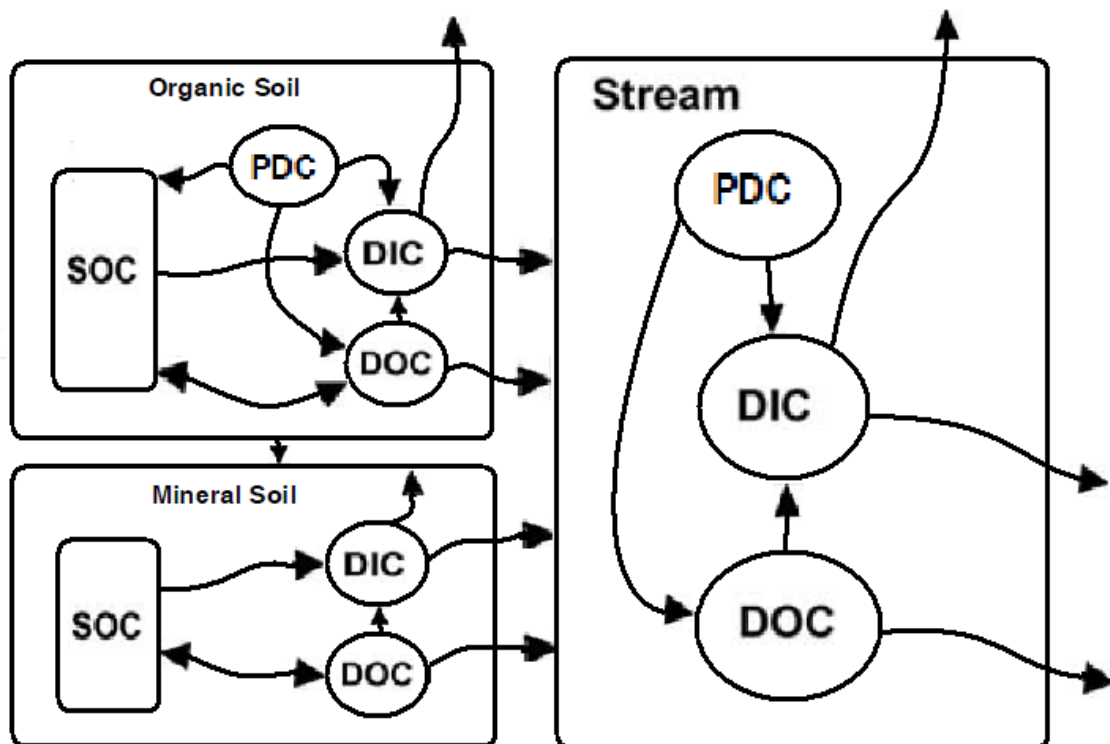 Organic Soil
PDC
SOC
DIC
DOC
Mineral Soil
DIC
SOC
DOC
Stream
PDC
DIC
DOC